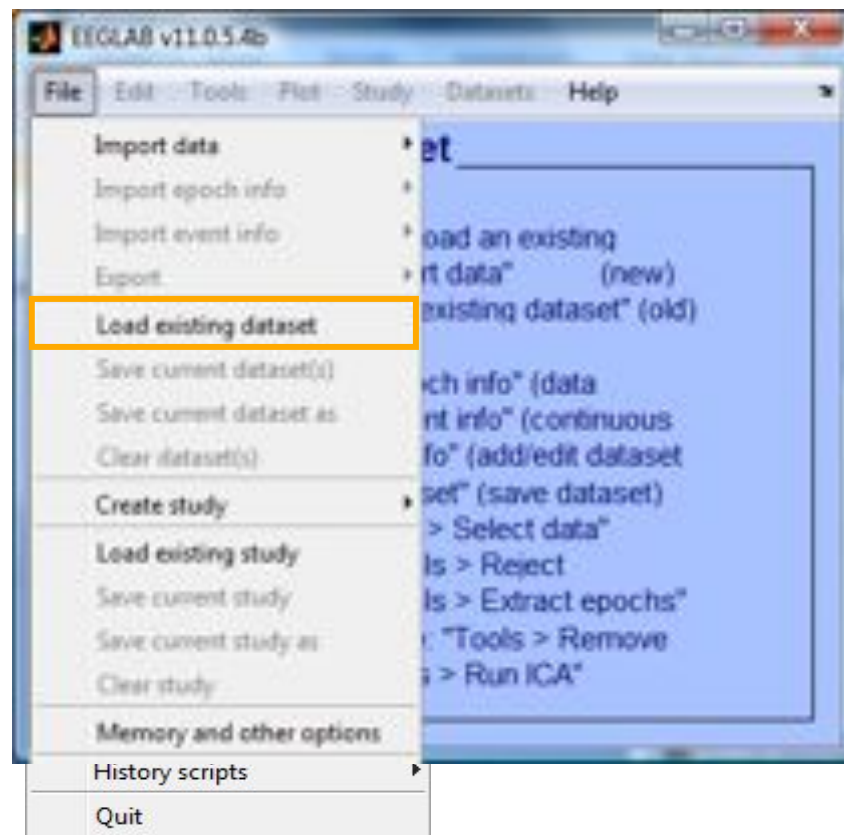 EEGLAB v11.0.5.4b
File Edit Tools Plot Study Datasets Help
Import data
Import epoch info
Import event info
Export
Load existing dataset
Save current dataset(s)
Save current dataset as
Clear dataset(s)
Create study
Load existing study
Save current study
Save current study as
Clear study
Memory and other options
History scripts
Quit
et
oad an existing
rt data" (new)
existing dataset" (old)
och info" (data
nt info" (continuous
fo" (add/edit dataset
set" (save dataset)
> Select data"
ls > Reject
ls > Extract epochs"
: "Tools > Remove
s > Run ICA"